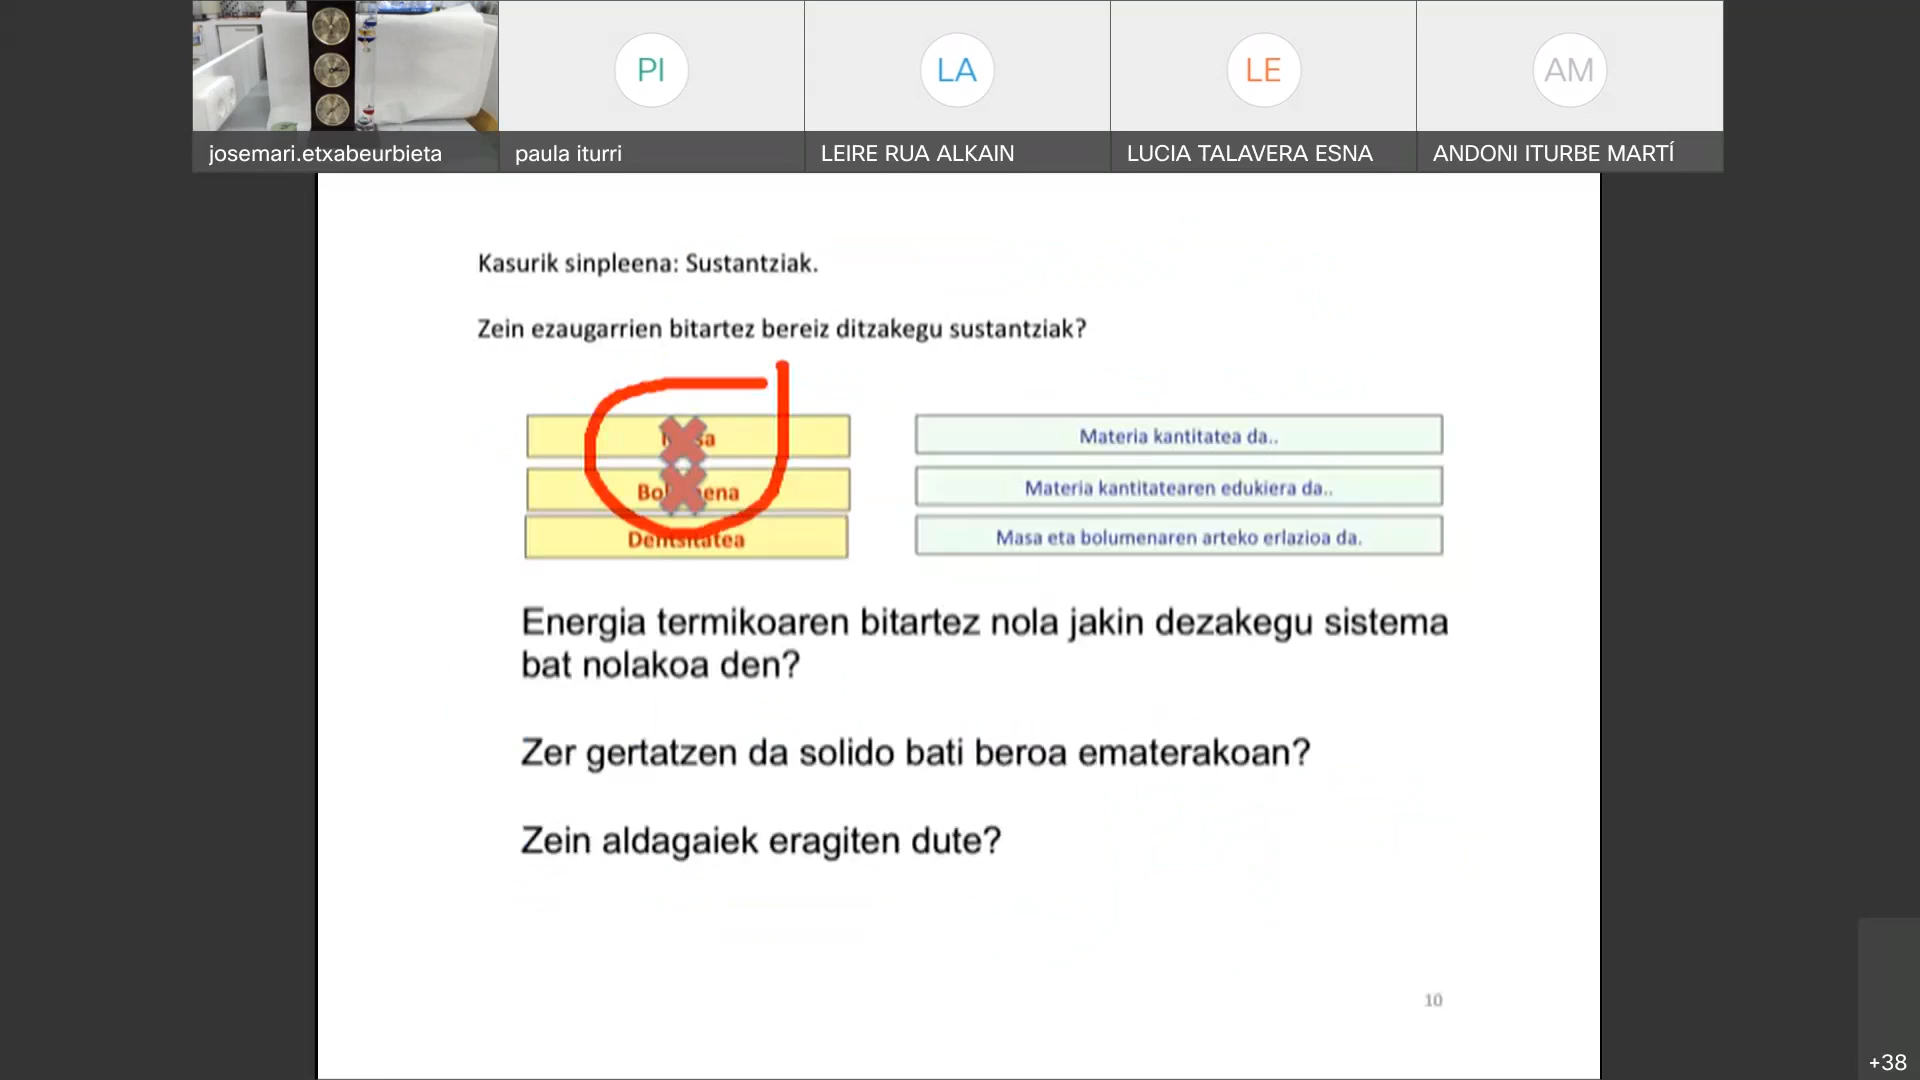 PI
LA
LE
AM
josemari.etxabeurbieta
paula iturri
LEIRE RUA ALKAIN
LUCIA TALAVERA ESNA
ANDONI ITURBE MARTÍ
Kasurik sinpleena: Sustantziak.
Zein ezaugarrien bitartez bereiz ditzakegu sustantziak?
Masa
Materia kantitatea da..
Bolumena
Materia kantitatearen edukiera da..
Dentsitatea
Masa eta bolumenaren arteko erlazioa da.
Energia termikoaren bitartez nola jakin dezakegu sistema
bat nolakoa den?
Zer gertatzen da solido bati beroa ematerakoan?
Zein aldagaiek eragiten dute?
10
+38